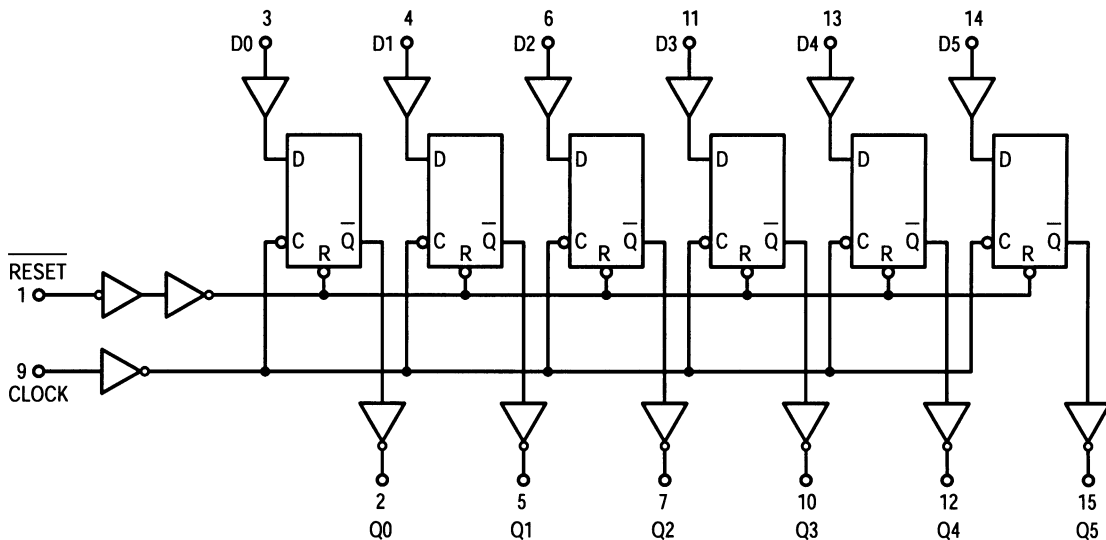 3 4 6 11 13 14
D0 D1 D2 D3 D4 D5
D D D D D D
C R Q̅ C R Q̅ C R Q̅ C R Q̅ C R Q̅ C R Q̅
R̅E̅S̅E̅T̅
1
9
CLOCK
2 5 7 10 12 15
Q0 Q1 Q2 Q3 Q4 Q5